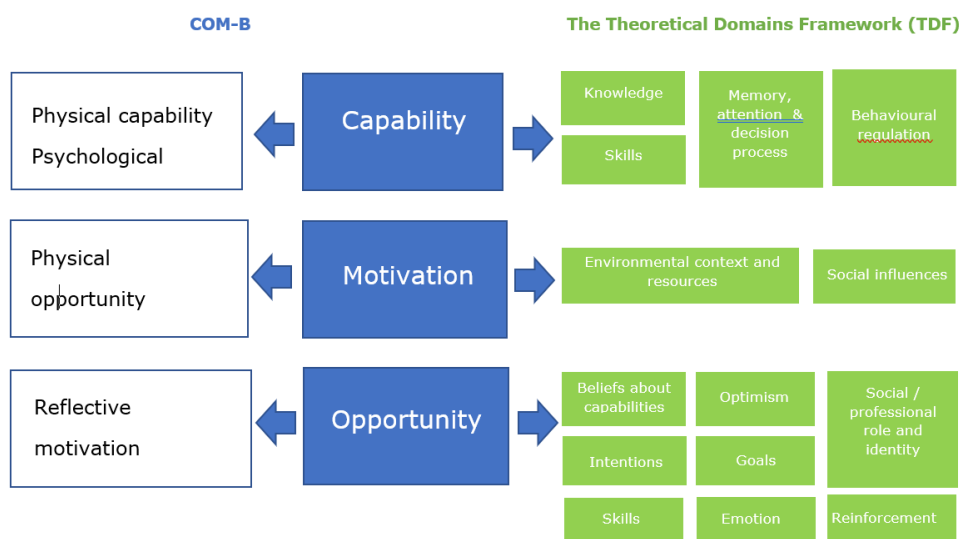 COM-B
The Theoretical Domains Framework (TDF)
Physical capability
Psychological
Capability
Knowledge
Skills
Memory,
attention &
decision
process
Behavioural
regulation
Physical
opportunity
Motivation
Environmental context and
resources
Social influences
Reflective
motivation
Opportunity
Beliefs about
capabilities
Optimism
Social /
professional
role and
identity
Intentions
Goals
Skills
Emotion
Reinforcement